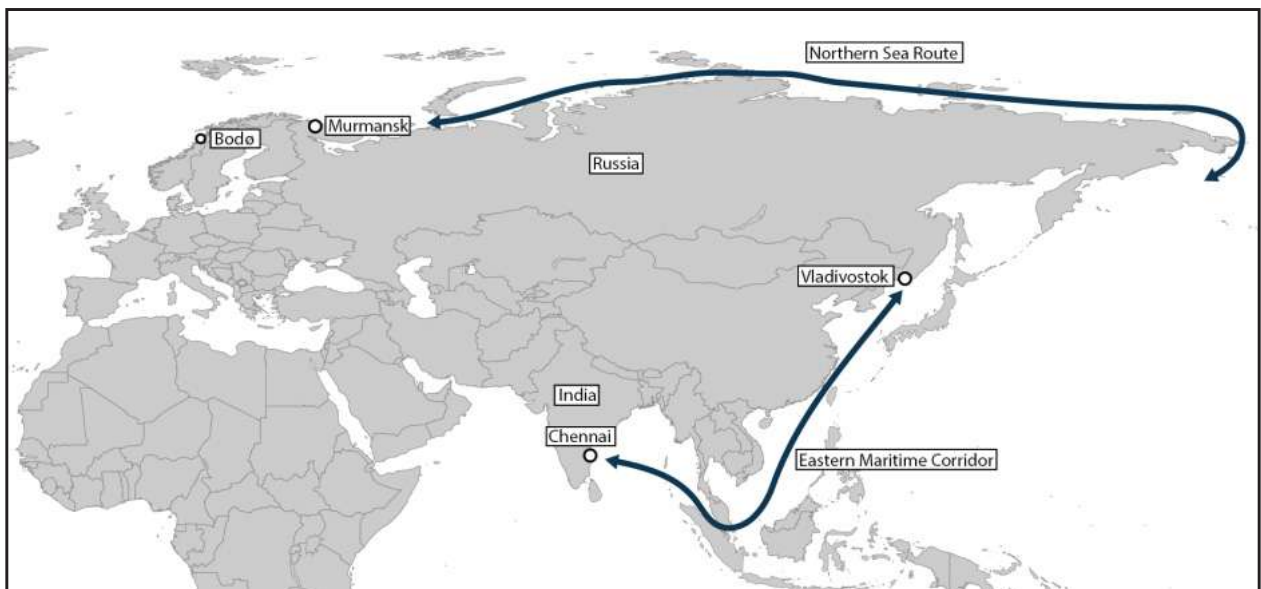 Northern Sea Route
Murmansk
Bodø
Russia
Vladivostok
India
Chennai
Eastern Maritime Corridor